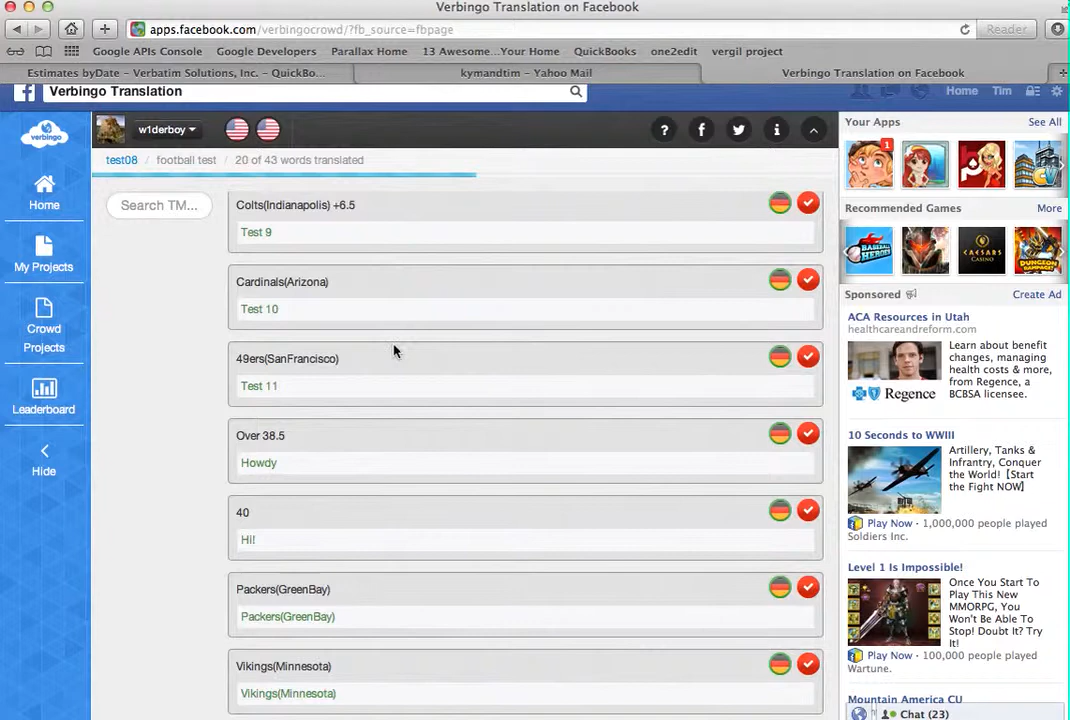 Verbingo Translation on Facebook
apps.facebook.com/verbingocrowd/?fb_source=fbpage
Reader
Google APIs Console Google Developers Parallax Home 13 Awesome...Your Home QuickBooks one2edit vergil project
Estimates byDate - Verbatim Solutions, Inc. - QuickBo... kymandtim - Yahoo Mail Verbingo Translation on Facebook
Verbingo Translation
Home Tim
verbingo
w1derboy
?
test08 / football test / 20 of 43 words translated
Search TM...
Home
My Projects
Crowd
Projects
Leaderboard
Hide
Colts(Indianapolis) +6.5
Test 9
Cardinals(Arizona)
Test 10
49ers(SanFrancisco)
Test 11
Over 38.5
Howdy
40
Hi!
Packers(GreenBay)
Packers(GreenBay)
Vikings(Minnesota)
Vikings(Minnesota)
Your Apps See All
1
Recommended Games More
BASEBALL
HEROES
CAESARS
CASINO
DUNGEON
RAMPAGE
Sponsored Create Ad
ACA Resources in Utah
healthcareandreform.com
Learn about benefit
changes, managing
health costs & more,
from Regence, a
BCBSA licensee.
Regence
10 Seconds to WWIII
Artillery, Tanks &
Infrantry, Conquer
the World! [Start
the Fight NOW]
Play Now · 1,000,000 people played
Soldiers Inc.
Level 1 Is Impossible!
Once You Start To
Play This New
MMORPG, You
Won't Be Able To
Stop! Doubt It? Try
It!
Play Now · 100,000 people played
Wartune.
Mountain America CU
Chat (23)